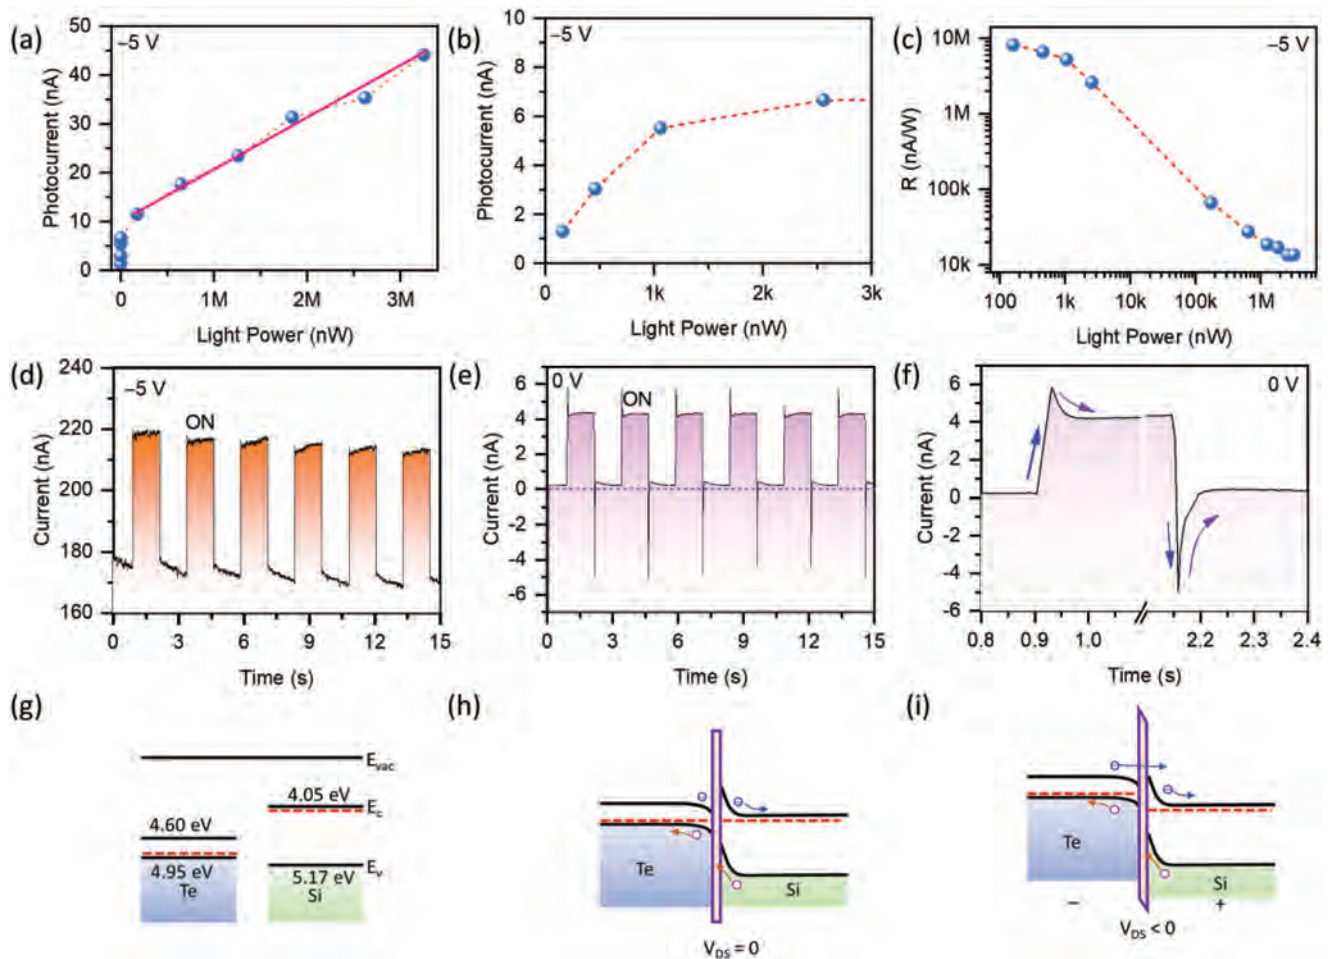 (a)
−5 V
Photocurrent (nA)
50
40
30
20
10
0
0 1M 2M 3M
Light Power (nW)
(b)
−5 V
Photocurrent (nA)
10
8
6
4
2
0
0 1k 2k 3k
Light Power (nW)
(c)
−5 V
R (nA/W)
10M
1M
100k
10k
100 1k 10k 100k 1M
Light Power (nW)
(d)
−5 V
ON
Current (nA)
240
220
200
180
160
0 3 6 9 12 15
Time (s)
(e)
0 V
ON
Current (nA)
6
4
2
0
-2
-4
-6
0 3 6 9 12 15
Time (s)
(f)
0 V
Current (nA)
6
4
2
0
-2
-4
-6
0.8 0.9 1.0 2.2 2.3 2.4
Time (s)
(g)
Evac
4.05 eV
Ec
4.60 eV
4.95 eV
Te
5.17 eV
Ev
Si
(h)
Te
Si
VDS = 0
(i)
Te
Si
− +
VDS < 0